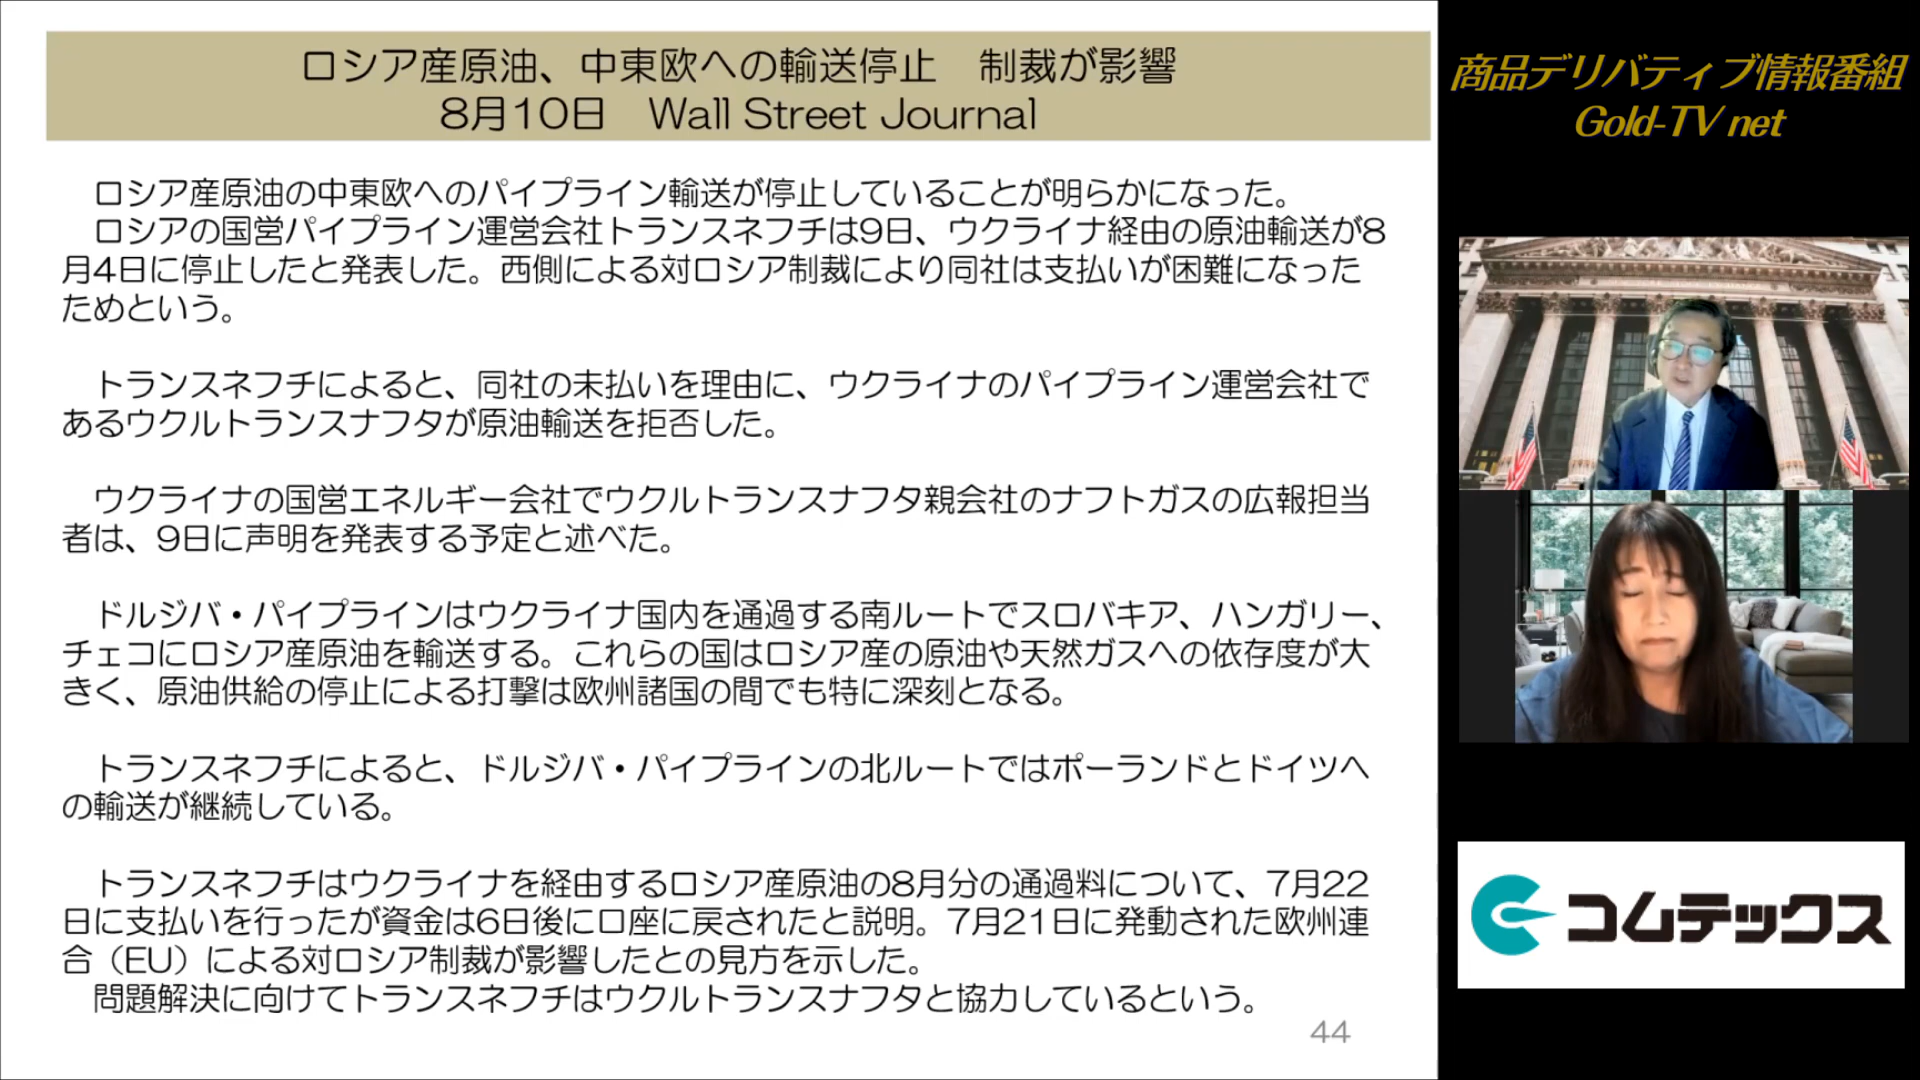 ロシア産原油、中東欧への輸送停止　制裁が影響
8月10日　Wall Street Journal
ロシア産原油の中東欧へのパイプライン輸送が停止していることが明らかになった。
ロシアの国営パイプライン運営会社トランスネフチは9日、ウクライナ経由の原油輸送が8
月4日に停止したと発表した。西側による対ロシア制裁により同社は支払いが困難になった
ためという。
トランスネフチによると、同社の未払いを理由に、ウクライナのパイプライン運営会社で
あるウクルトランスナフタが原油輸送を拒否した。
ウクライナの国営エネルギー会社でウクルトランスナフタ親会社のナフトガスの広報担当
者は、9日に声明を発表する予定と述べた。
ドルジバ・パイプラインはウクライナ国内を通過する南ルートでスロバキア、ハンガリー、
チェコにロシア産原油を輸送する。これらの国はロシア産の原油や天然ガスへの依存度が大
きく、原油供給の停止による打撃は欧州諸国の間でも特に深刻となる。
トランスネフチによると、ドルジバ・パイプラインの北ルートではポーランドとドイツへ
の輸送が継続している。
トランスネフチはウクライナを経由するロシア産原油の8月分の通過料について、7月22
日に支払いを行ったが資金は6日後に口座に戻されたと説明。7月21日に発動された欧州連
合（EU）による対ロシア制裁が影響したとの見方を示した。
問題解決に向けてトランスネフチはウクルトランスナフタと協力しているという。
44
商品デリバティブ情報番組
Gold-TV net
コムテックス